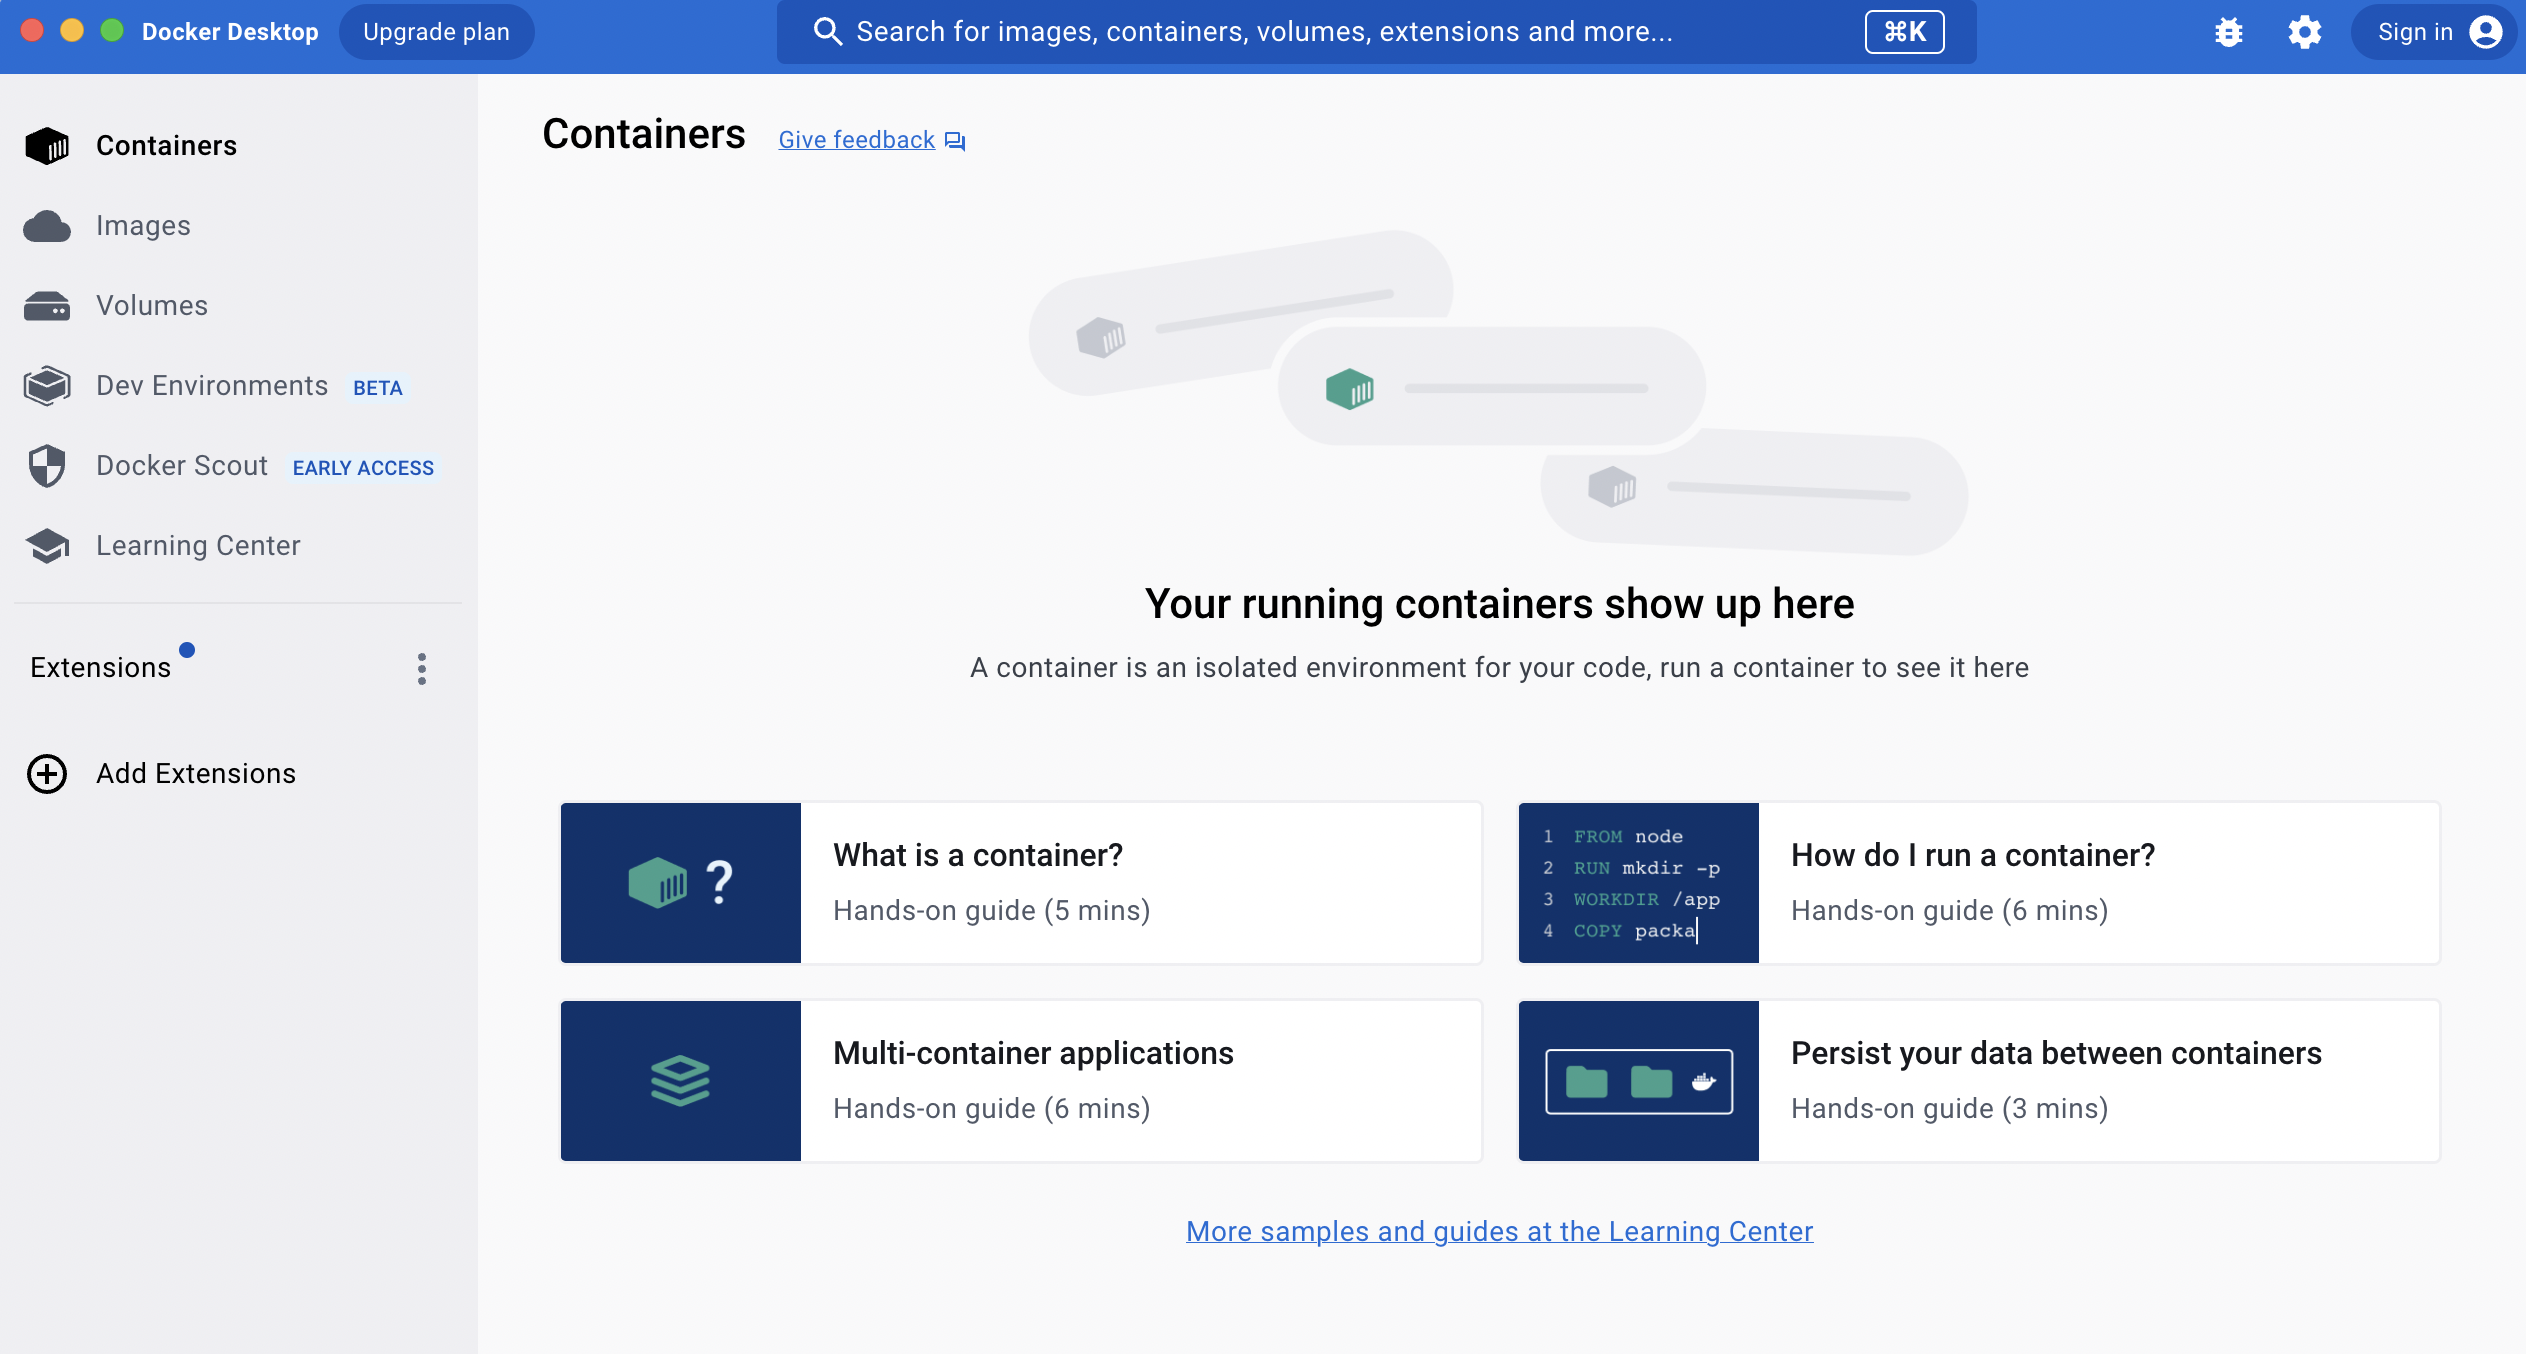 Docker Desktop
Upgrade plan
Search for images, containers, volumes, extensions and more...
⌘K
Sign in
Containers
Images
Volumes
Dev Environments BETA
Docker Scout EARLY ACCESS
Learning Center
Extensions
Add Extensions
Containers
Give feedback
Your running containers show up here
A container is an isolated environment for your code, run a container to see it here
?
What is a container?
Hands-on guide (5 mins)
1 FROM node
2 RUN mkdir -p
3 WORKDIR /app
4 COPY packa
How do I run a container?
Hands-on guide (6 mins)
Multi-container applications
Hands-on guide (6 mins)
Persist your data between containers
Hands-on guide (3 mins)
More samples and guides at the Learning Center